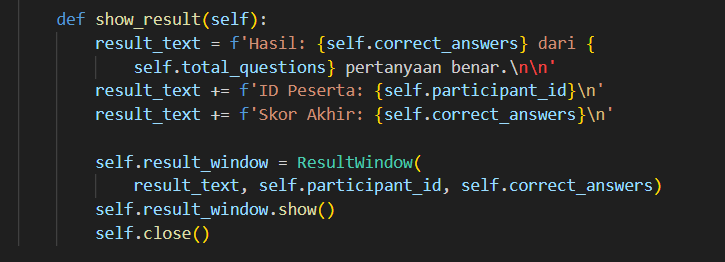 def show_result(self):
result_text = f'Hasil: {self.correct_answers} dari {
self.total_questions} pertanyaan benar.\n\n'
result_text += f'ID Peserta: {self.participant_id}\n'
result_text += f'Skor Akhir: {self.correct_answers}\n'
self.result_window = ResultWindow(
result_text, self.participant_id, self.correct_answers)
self.result_window.show()
self.close()